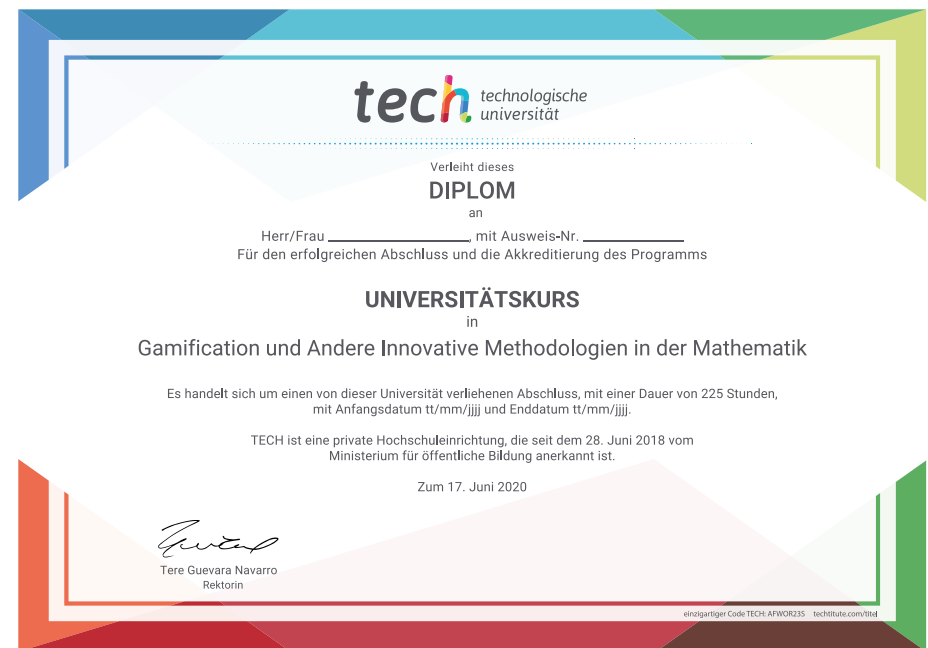 tech technologische
universität
Verleiht dieses
DIPLOM
an
Herr/Frau ____________, mit Ausweis-Nr. ____________
Für den erfolgreichen Abschluss und die Akkreditierung des Programms
UNIVERSITÄTSKURS
in
Gamification und Andere Innovative Methodologien in der Mathematik
Es handelt sich um einen von dieser Universität verliehenen Abschluss, mit einer Dauer von 225 Stunden,
mit Anfangsdatum tt/mm/jjjj und Enddatum tt/mm/jjjj.
TECH ist eine private Hochschuleinrichtung, die seit dem 28. Juni 2018 vom
Ministerium für öffentliche Bildung anerkannt ist.
Zum 17. Juni 2020
Tere Guevara Navarro
Rektorin
einzigartiger Code TECH: AFWOR23S techtitute.com/titel